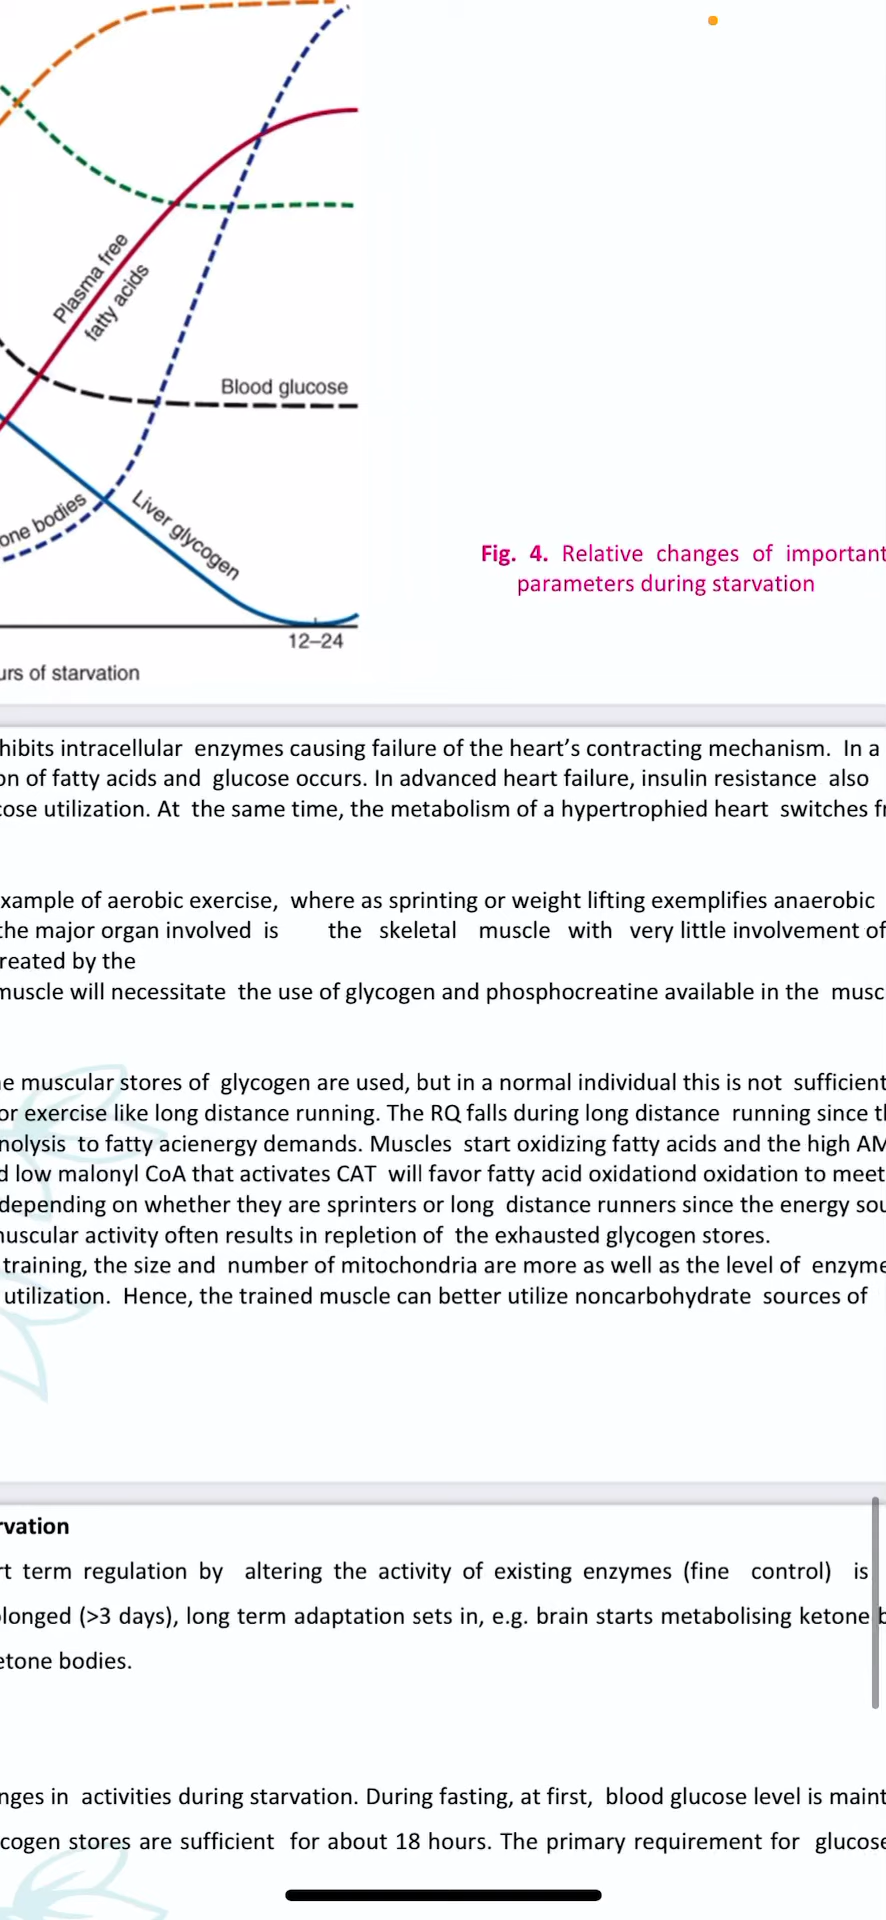 Plasma free
fatty acids
Blood glucose
one bodies
Liver glycogen
12–24
urs of starvation
Fig. 4. Relative changes of important
parameters during starvation
hibits intracellular enzymes causing failure of the heart’s contracting mechanism. In a
on of fatty acids and glucose occurs. In advanced heart failure, insulin resistance also
cose utilization. At the same time, the metabolism of a hypertrophied heart switches fr
xample of aerobic exercise, where as sprinting or weight lifting exemplifies anaerobic
the major organ involved is the skeletal muscle with very little involvement of
reated by the
muscle will necessitate the use of glycogen and phosphocreatine available in the musc
e muscular stores of glycogen are used, but in a normal individual this is not sufficient
or exercise like long distance running. The RQ falls during long distance running since t
nolysis to fatty acienergy demands. Muscles start oxidizing fatty acids and the high AM
d low malonyl CoA that activates CAT will favor fatty acid oxidationd oxidation to meet
depending on whether they are sprinters or long distance runners since the energy sou
muscular activity often results in repletion of the exhausted glycogen stores.
training, the size and number of mitochondria are more as well as the level of enzyme
utilization. Hence, the trained muscle can better utilize noncarbohydrate sources of
rvation
rt term regulation by altering the activity of existing enzymes (fine control) is
longed (>3 days), long term adaptation sets in, e.g. brain starts metabolising ketone b
etone bodies.
nges in activities during starvation. During fasting, at first, blood glucose level is maint
cogen stores are sufficient for about 18 hours. The primary requirement for glucose